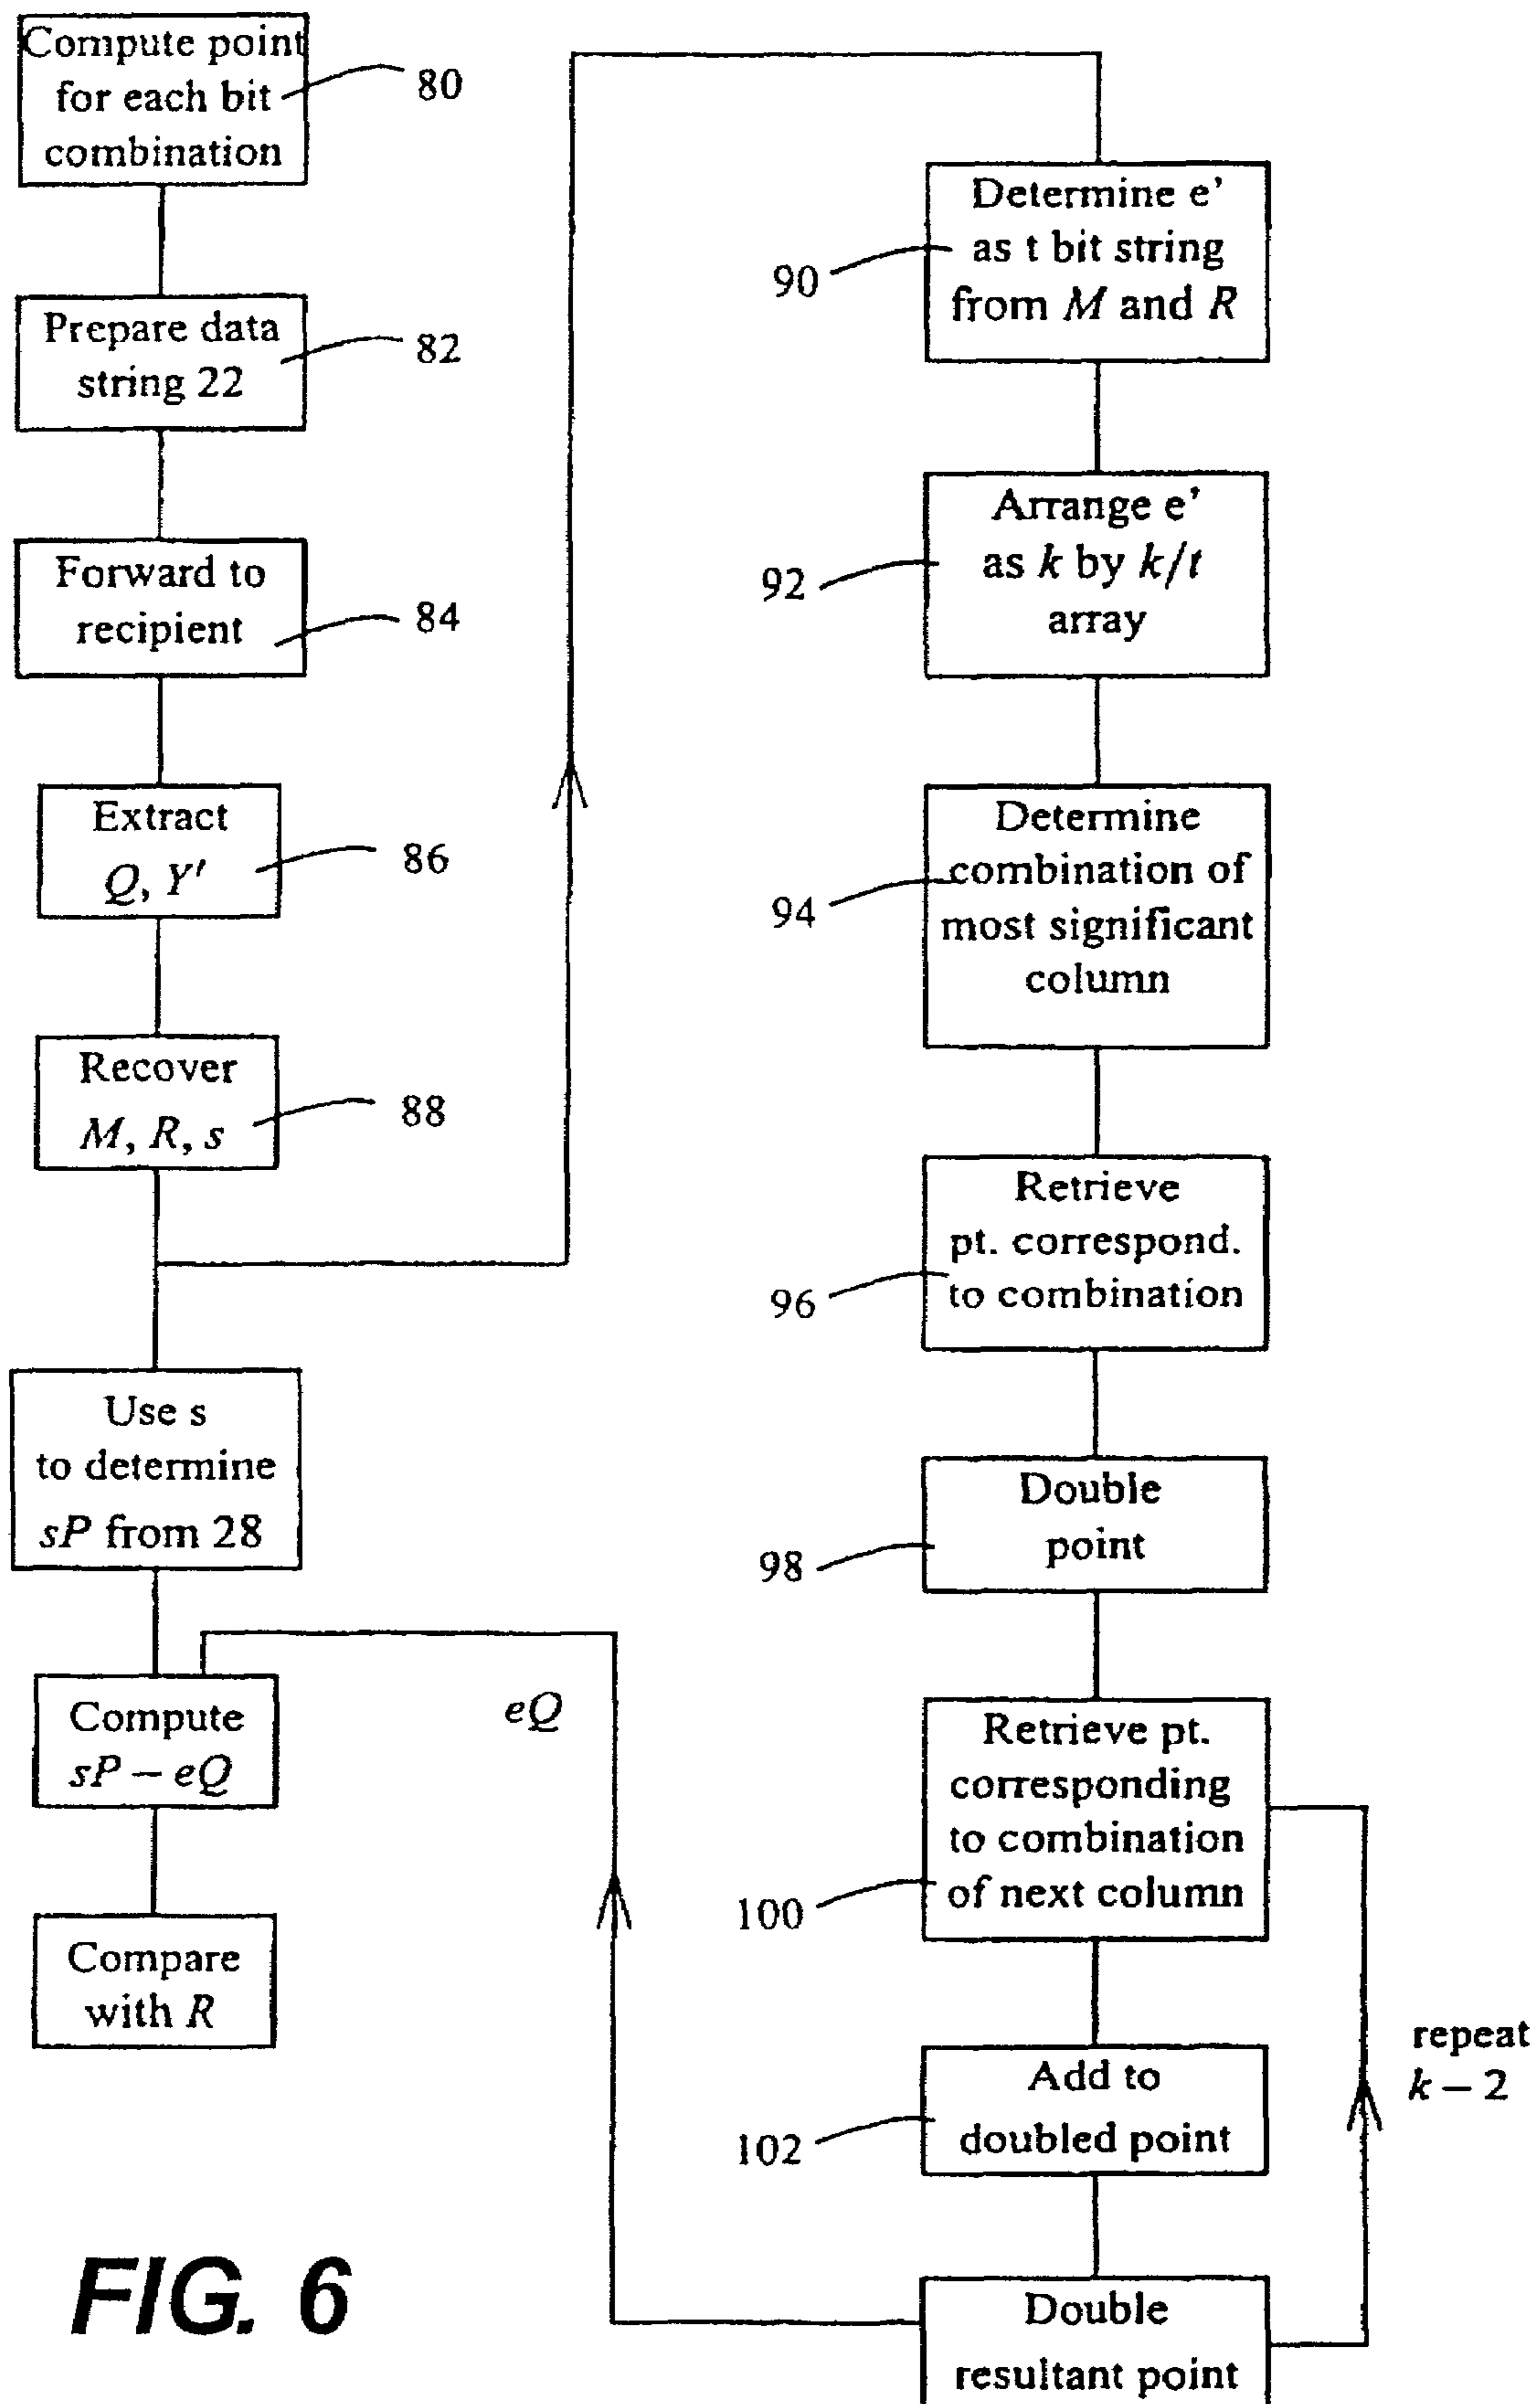 Compute point
for each bit
combination
80
Prepare data
string 22
82
Forward to
recipient
84
Extract
Q, Y'
86
Recover
M, R, s
88
Use s
to determine
sP from 28
Compute
sP – eQ
Compare
with R
eQ
Determine e'
as t bit string
from M and R
90
Arrange e'
as k by k/t
array
92
Determine
combination of
most significant
column
94
Retrieve
pt. correspond.
to combination
96
Double
point
98
Retrieve pt.
corresponding
to combination
of next column
100
Add to
doubled point
102
Double
resultant point
repeat
k – 2
FIG. 6